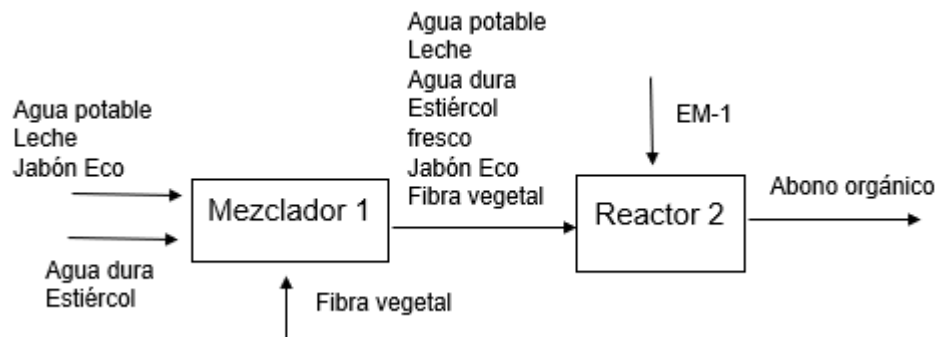 Agua potable
Leche
Jabón Eco
Agua dura
Estiércol
Mezclador 1
Fibra vegetal
Agua potable
Leche
Agua dura
Estiércol
fresco
Jabón Eco
Fibra vegetal
EM-1
Reactor 2
Abono orgánico